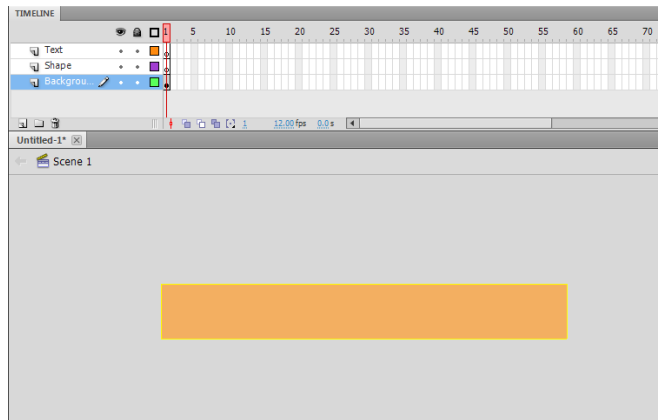 TIMELINE
1 5 10 15 20 25 30 35 40 45 50 55 60 65 70
Text
Shape
Backgrou...
1 12.00 fps 0.0 s
Untitled-1*
Scene 1